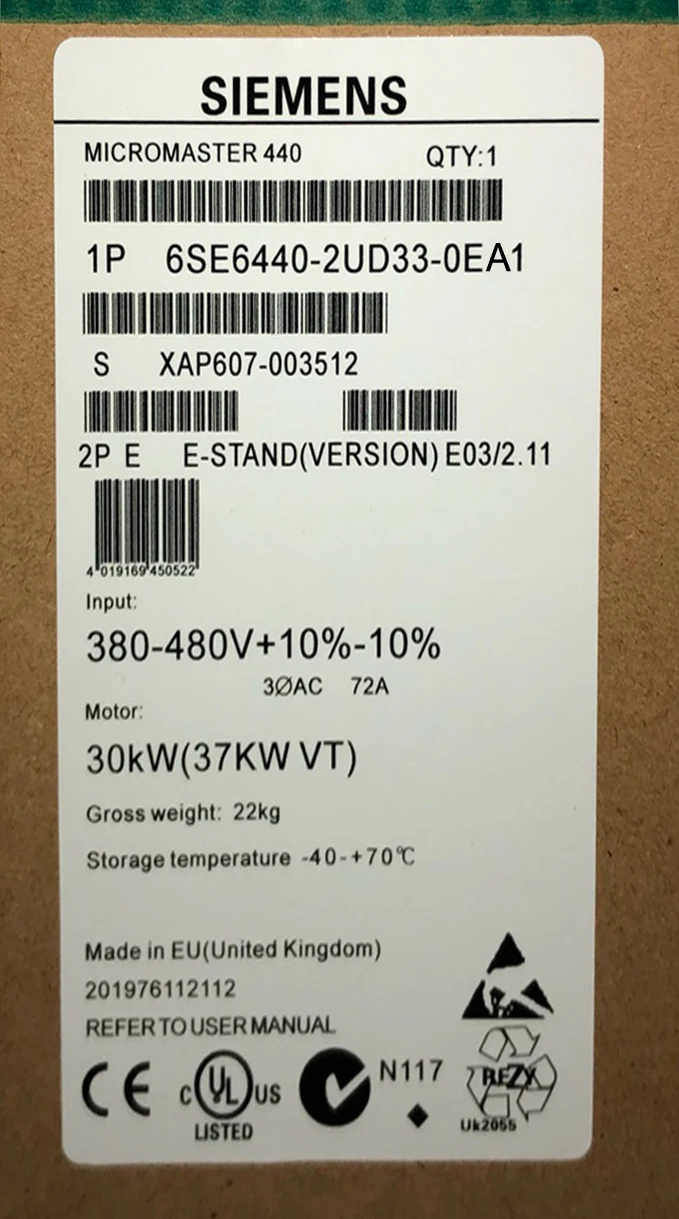 SIEMENS
MICROMASTER 440 QTY:1
1P 6SE6440-2UD33-0EA1
S XAP607-003512
2P E E-STAND(VERSION) E03/2.11
4 019169 450522
Input:
380-480V+10%-10%
3ØAC 72A
Motor:
30kW(37KW VT)
Gross weight: 22kg
Storage temperature -40-+70℃
Made in EU(United Kingdom)
201976112112
REFER TO USER MANUAL
CE C UL US N117 REZY
LISTED Uk2055